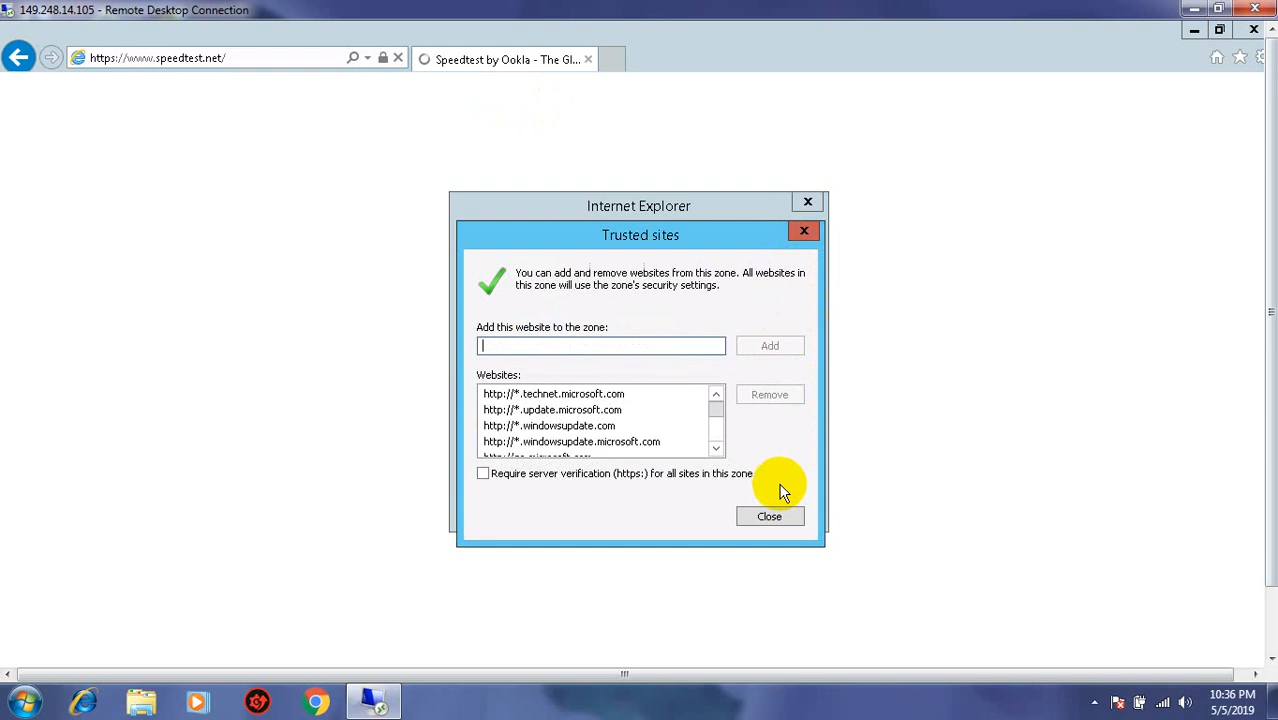 149.248.14.105 - Remote Desktop Connection
https://www.speedtest.net/
Speedtest by Ookla - The Gl...
Internet Explorer
Trusted sites
You can add and remove websites from this zone. All websites in
this zone will use the zone's security settings.
Add this website to the zone:
Add
Websites:
http://*.technet.microsoft.com
Remove
http://*.update.microsoft.com
http://*.windowsupdate.com
http://*.windowsupdate.microsoft.com
Require server verification (https:) for all sites in this zone
Close
10:36 PM
5/5/2019